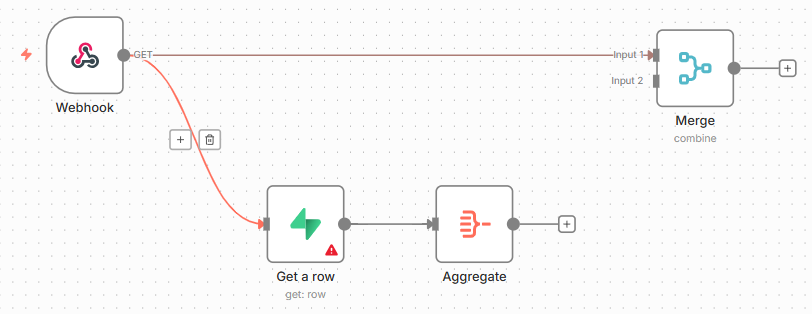 GET
Input 1
Input 2
Webhook
Merge
combine
Get a row
get: row
Aggregate